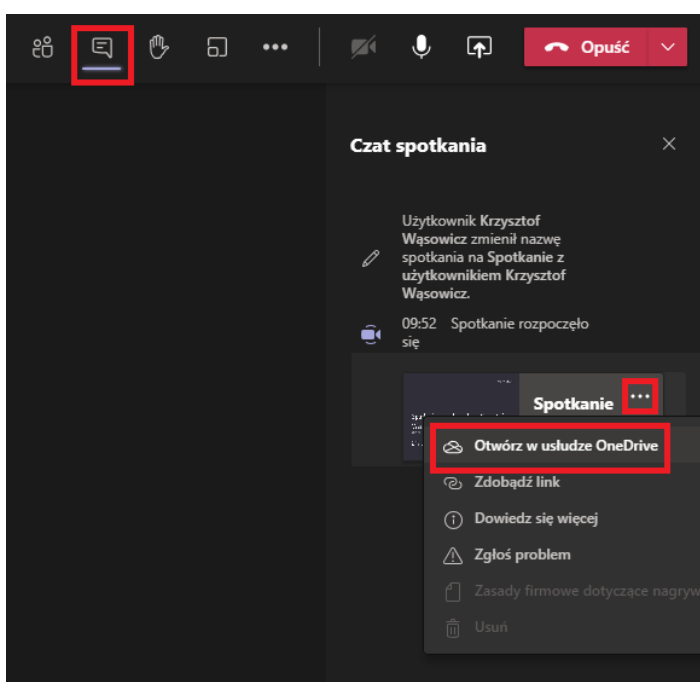 Opuść
Czat spotkania
Użytkownik Krzysztof
Wąsowicz zmienił nazwę
spotkania na Spotkanie z
użytkownikiem Krzysztof
Wąsowicz.
09:52 Spotkanie rozpoczęło
się
Spotkanie
Otwórz w usłudze OneDrive
Zdobądź link
Dowiedz się więcej
Zgłoś problem
Zasady firmowe dotyczące nagryw
Usuń